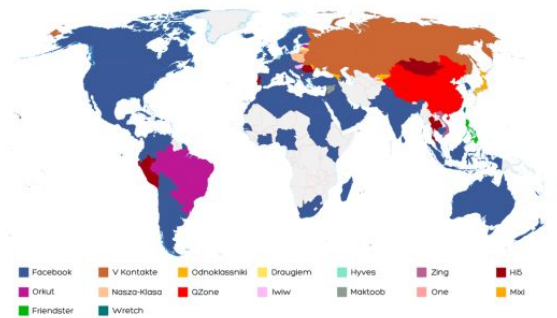 Facebook V Kontakte Odnoklassniki Draugiem Hyves Zing Hi5
Orkut Nasza-Klasa QZone Iwiw Maktoob One Mixi
Friendster Wretch